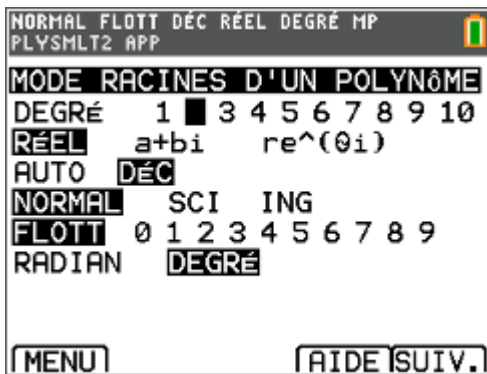 NORMAL FLOTT DÉC RÉEL DEGRÉ MP
PLYSMLT2 APP
MODE RACINES D'UN POLYNôME
DEGRÉ 1 3 4 5 6 7 8 9 10
RÉEL a+bi re^(θi)
AUTO DÉC
NORMAL SCI ING
FLOTT 0 1 2 3 4 5 6 7 8 9
RADIAN DEGRÉ
MENU AIDE SUIV.